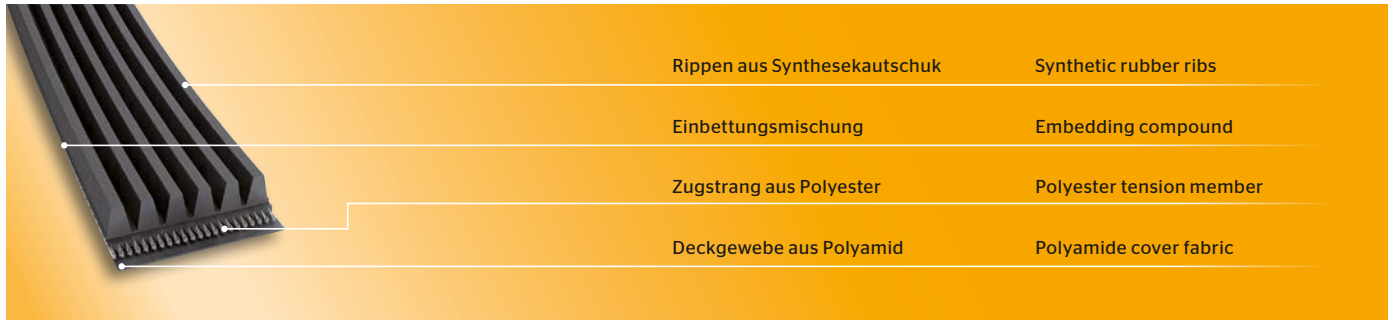 Rippen aus Synthesekautschuk Synthetic rubber ribs
Einbettungsmischung Embedding compound
Zugstrang aus Polyester Polyester tension member
Deckgewebe aus Polyamid Polyamide cover fabric